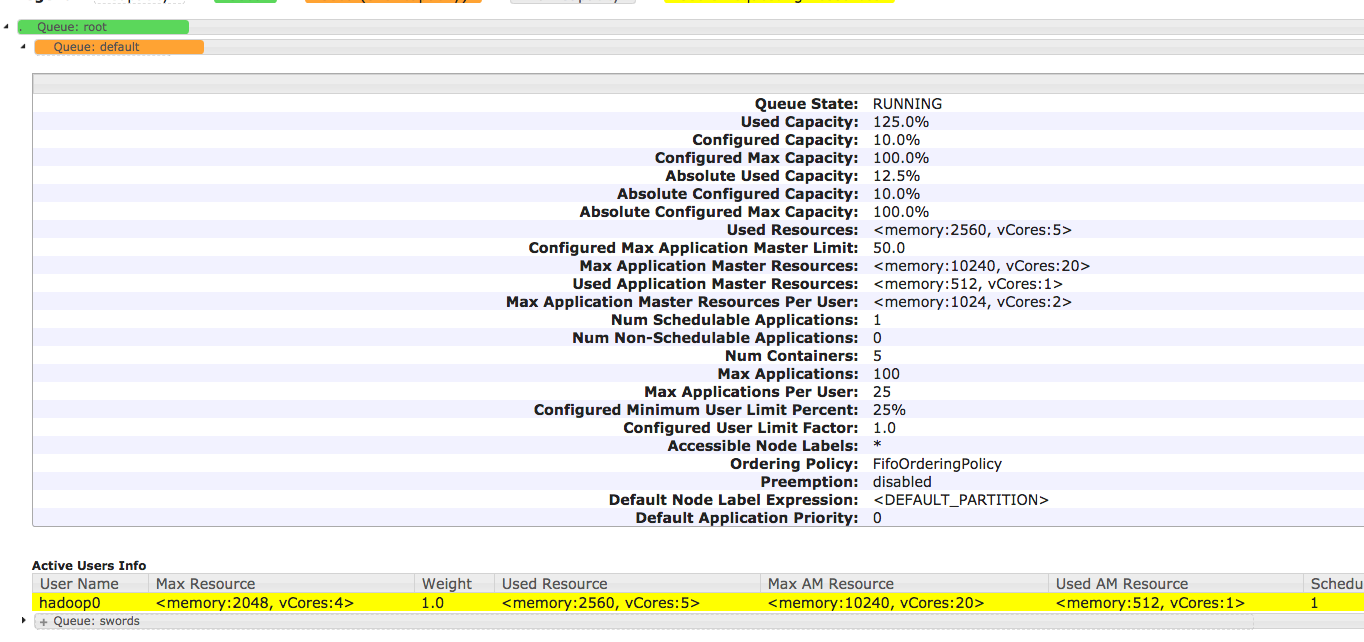 Queue: root
Queue: default
Queue State: RUNNING
Used Capacity: 125.0%
Configured Capacity: 10.0%
Configured Max Capacity: 100.0%
Absolute Used Capacity: 12.5%
Absolute Configured Capacity: 10.0%
Absolute Configured Max Capacity: 100.0%
Used Resources: <memory:2560, vCores:5>
Configured Max Application Master Limit: 50.0
Max Application Master Resources: <memory:10240, vCores:20>
Used Application Master Resources: <memory:512, vCores:1>
Max Application Master Resources Per User: <memory:1024, vCores:2>
Num Schedulable Applications: 1
Num Non-Schedulable Applications: 0
Num Containers: 5
Max Applications: 100
Max Applications Per User: 25
Configured Minimum User Limit Percent: 25%
Configured User Limit Factor: 1.0
Accessible Node Labels: *
Ordering Policy: FifoOrderingPolicy
Preemption: disabled
Default Node Label Expression: <DEFAULT_PARTITION>
Default Application Priority: 0
Active Users Info
User Name Max Resource Weight Used Resource Max AM Resource Used AM Resource Schedu
hadoop0 <memory:2048, vCores:4> 1.0 <memory:2560, vCores:5> <memory:10240, vCores:20> <memory:512, vCores:1> 1
+ Queue: swords